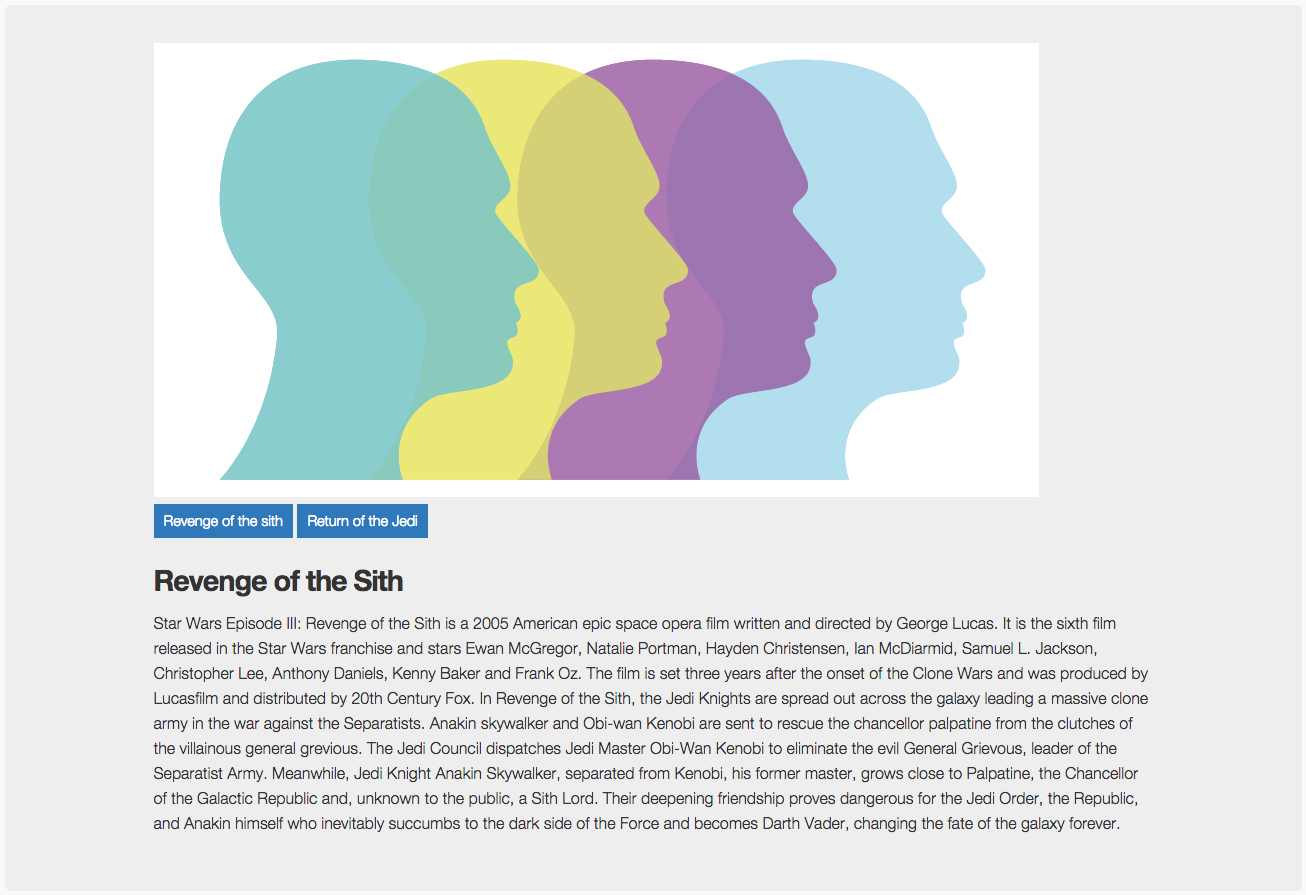 Revenge of the sith
Return of the Jedi
Revenge of the Sith
Star Wars Episode III: Revenge of the Sith is a 2005 American epic space opera film written and directed by George Lucas. It is the sixth film
released in the Star Wars franchise and stars Ewan McGregor, Natalie Portman, Hayden Christensen, Ian McDiarmid, Samuel L. Jackson,
Christopher Lee, Anthony Daniels, Kenny Baker and Frank Oz. The film is set three years after the onset of the Clone Wars and was produced by
Lucasfilm and distributed by 20th Century Fox. In Revenge of the Sith, the Jedi Knights are spread out across the galaxy leading a massive clone
army in the war against the Separatists. Anakin skywalker and Obi-wan Kenobi are sent to rescue the chancellor palpatine from the clutches of
the villainous general grevious. The Jedi Council dispatches Jedi Master Obi-Wan Kenobi to eliminate the evil General Grievous, leader of the
Separatist Army. Meanwhile, Jedi Knight Anakin Skywalker, separated from Kenobi, his former master, grows close to Palpatine, the Chancellor
of the Galactic Republic and, unknown to the public, a Sith Lord. Their deepening friendship proves dangerous for the Jedi Order, the Republic,
and Anakin himself who inevitably succumbs to the dark side of the Force and becomes Darth Vader, changing the fate of the galaxy forever.